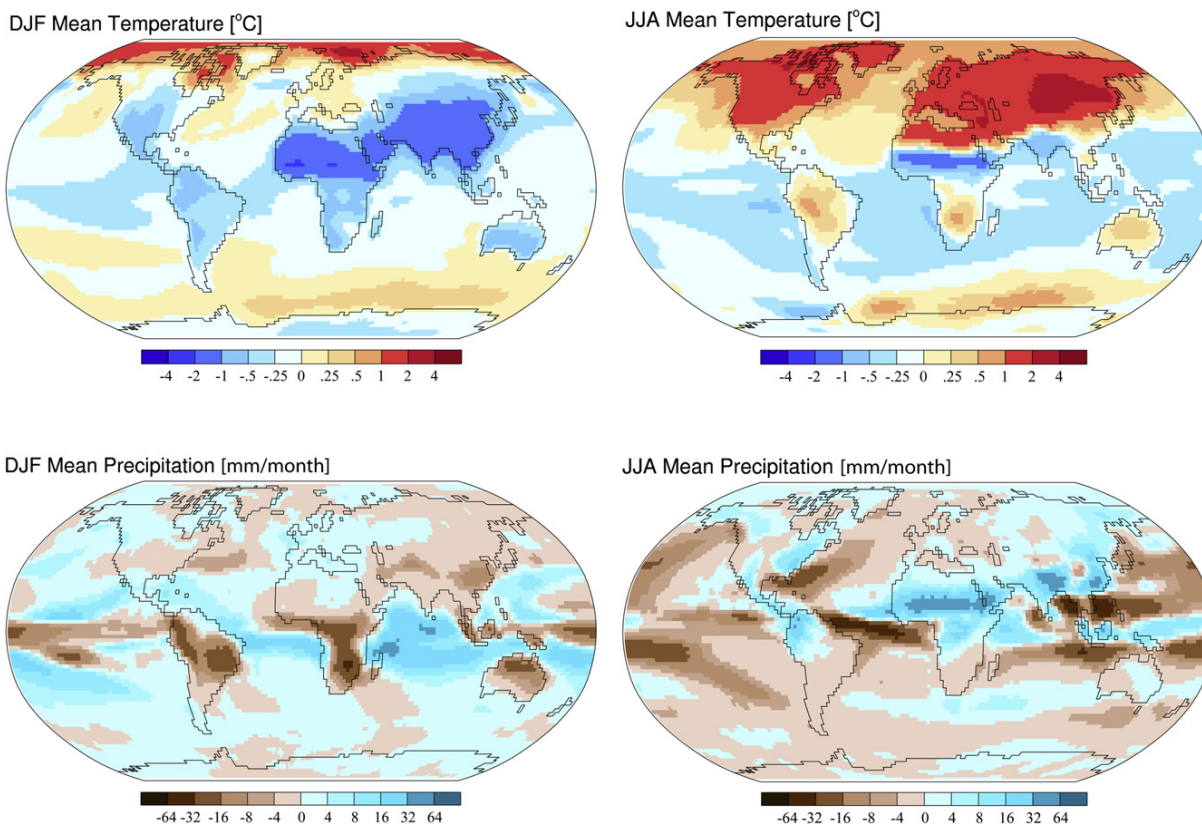 DJF Mean Temperature [°C]
JJA Mean Temperature [°C]
-4 -2 -1 -.5 -.25 0 .25 .5 1 2 4
-4 -2 -1 -.5 -.25 0 .25 .5 1 2 4
DJF Mean Precipitation [mm/month]
JJA Mean Precipitation [mm/month]
-64 -32 -16 -8 -4 0 4 8 16 32 64
-64 -32 -16 -8 -4 0 4 8 16 32 64